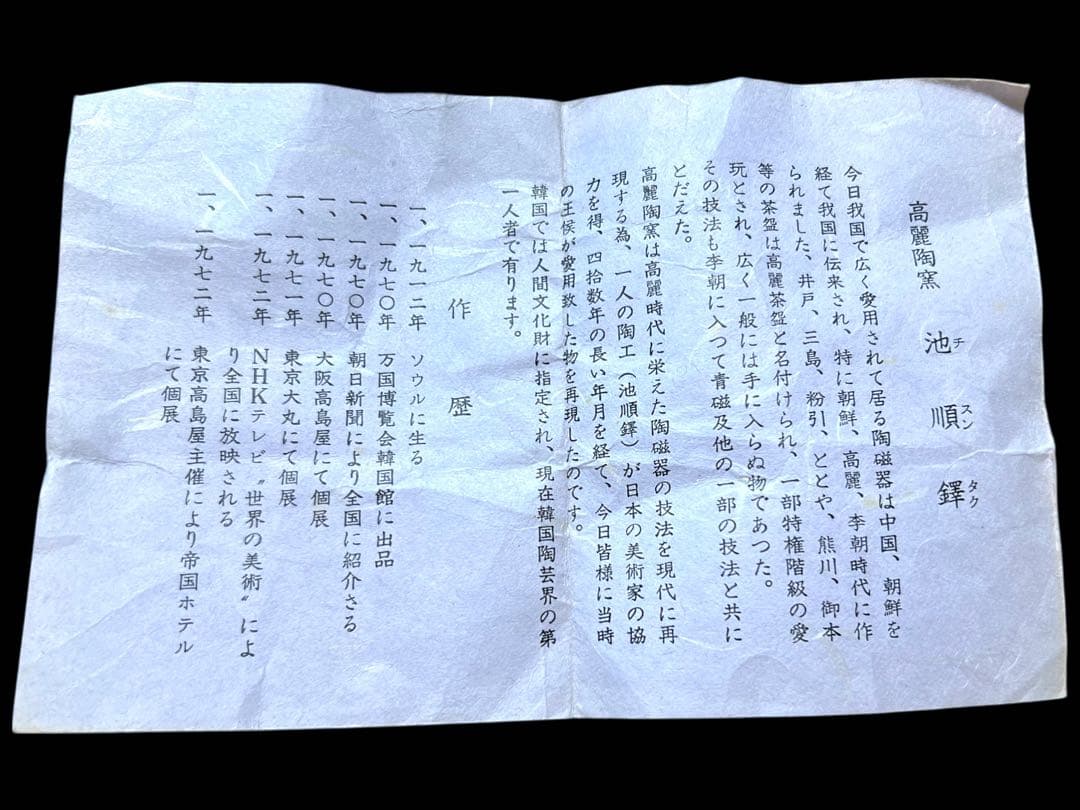 高麗陶窯　池順鐸
チ　スン　タク
今日我国で広く愛用されて居る陶磁器は中国、朝鮮を
経て我国に伝来され、特に朝鮮、高麗、李朝時代に作
られました、井戸、三島、粉引、ととや、熊川、御本
等の茶盌は高麗茶盌と名付けられ、一部特権階級の愛
玩とされ、広く一般には手に入らぬ物であつた。
その技法も李朝に入つて青磁及他の一部の技法と共に
とだえた。
高麗陶窯は高麗時代に栄えた陶磁器の技法を現代に再
現する為、一人の陶工（池順鐸）が日本の美術家の協
力を得、四拾数年の長い年月を経て、今日皆様に当時
の王侯が愛用数した物を再現したのです。
韓国では人間文化財に指定され、現在韓国陶芸界の第
一人者で有ります。
作歴
一、一九一二年　ソウルに生る
一、一九七〇年　万国博覧会韓国館に出品
一、一九七〇年　朝日新聞により全国に紹介さる
一、一九七〇年　大阪高島屋にて個展
一、一九七一年　東京大丸にて個展
一、一九七二年　NHKテレビ〝世界の美術〟によ
り全国に放映される
一、一九七二年　東京高島屋主催により帝国ホテル
にて個展